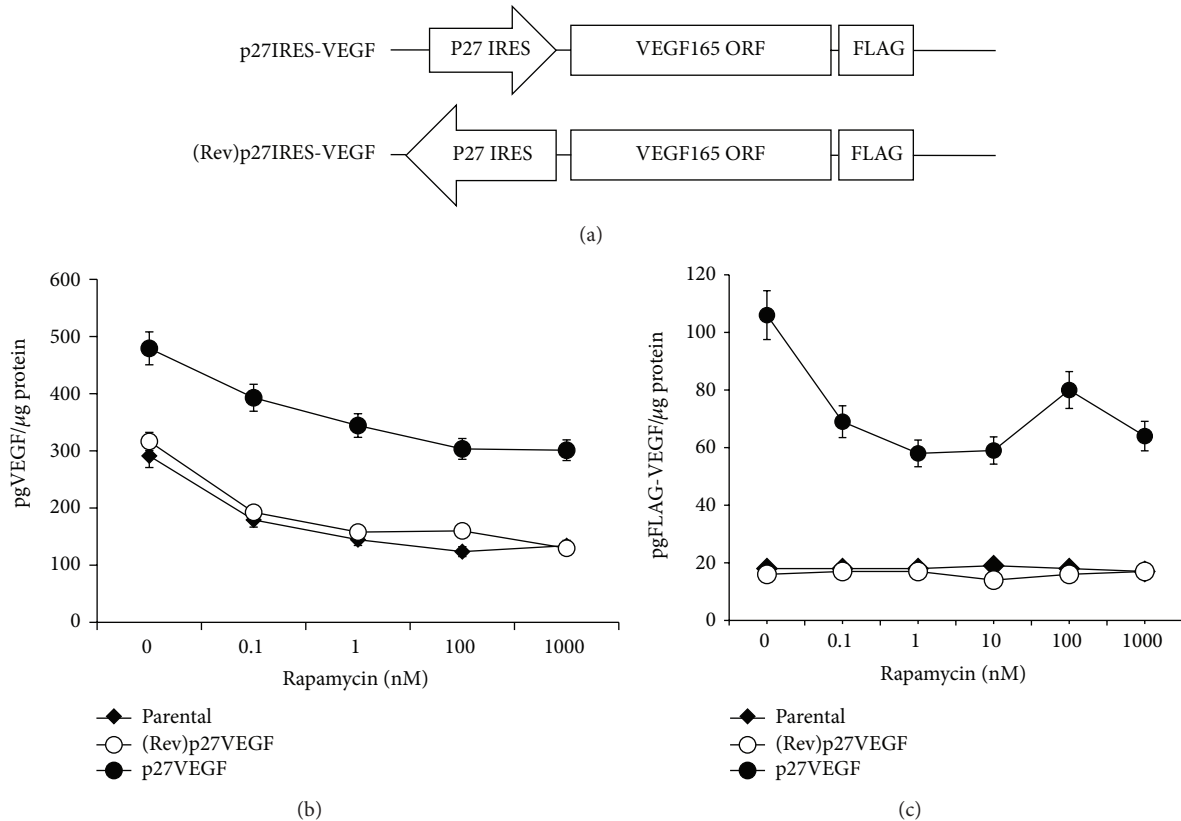 p27IRES-VEGF
P27 IRES
VEGF165 ORF
FLAG
(Rev)p27IRES-VEGF
P27 IRES
VEGF165 ORF
FLAG
(a)
600
500
400
300
200
100
0
pgVEGF/μg protein
0 0.1 1 100 1000
Rapamycin (nM)
Parental
(Rev)p27VEGF
p27VEGF
(b)
120
100
80
60
40
20
0
pgFLAG-VEGF/μg protein
0 0.1 1 10 100 1000
Rapamycin (nM)
Parental
(Rev)p27VEGF
p27VEGF
(c)